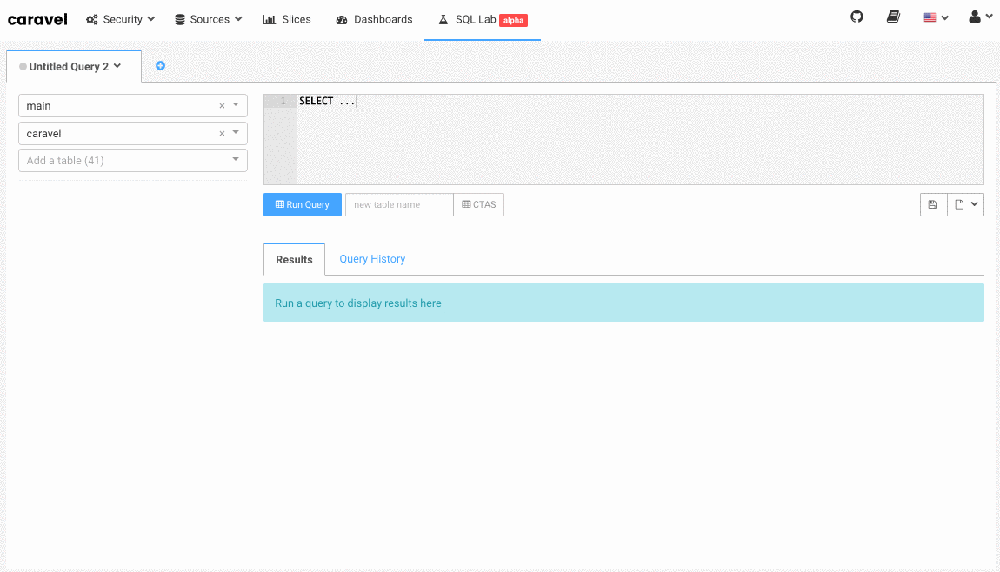 caravel Security Sources Slices Dashboards SQL Lab alpha
Untitled Query 2
main ×
caravel ×
Add a table (41)
1 SELECT ...
Run Query new table name CTAS
Results Query History
Run a query to display results here